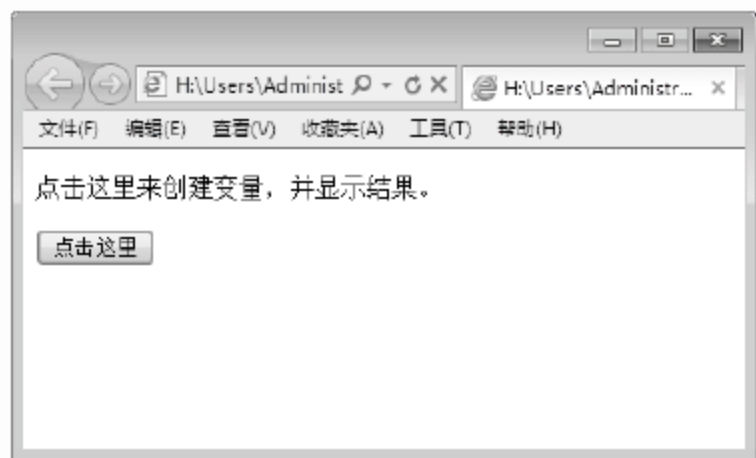 H:\Users\Administ
H:\Users\Administr...
文件(F) 编辑(E) 查看(V) 收藏夹(A) 工具(T) 帮助(H)
点击这里来创建变量，并显示结果。
点击这里